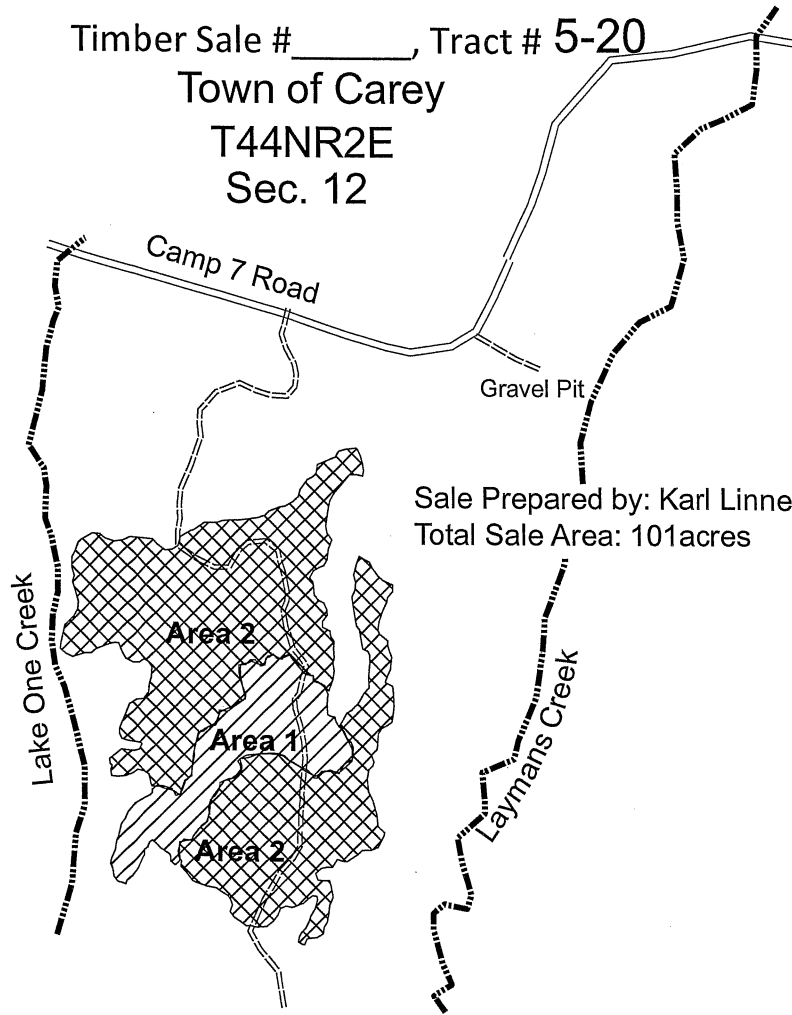 Timber Sale #______, Tract # 5-20
Town of Carey
T44NR2E
Sec. 12
Camp 7 Road
Gravel Pit
Sale Prepared by: Karl Linne
Total Sale Area: 101acres
Lake One Creek
Area 2
Laymans Creek
Area 1
Area 2